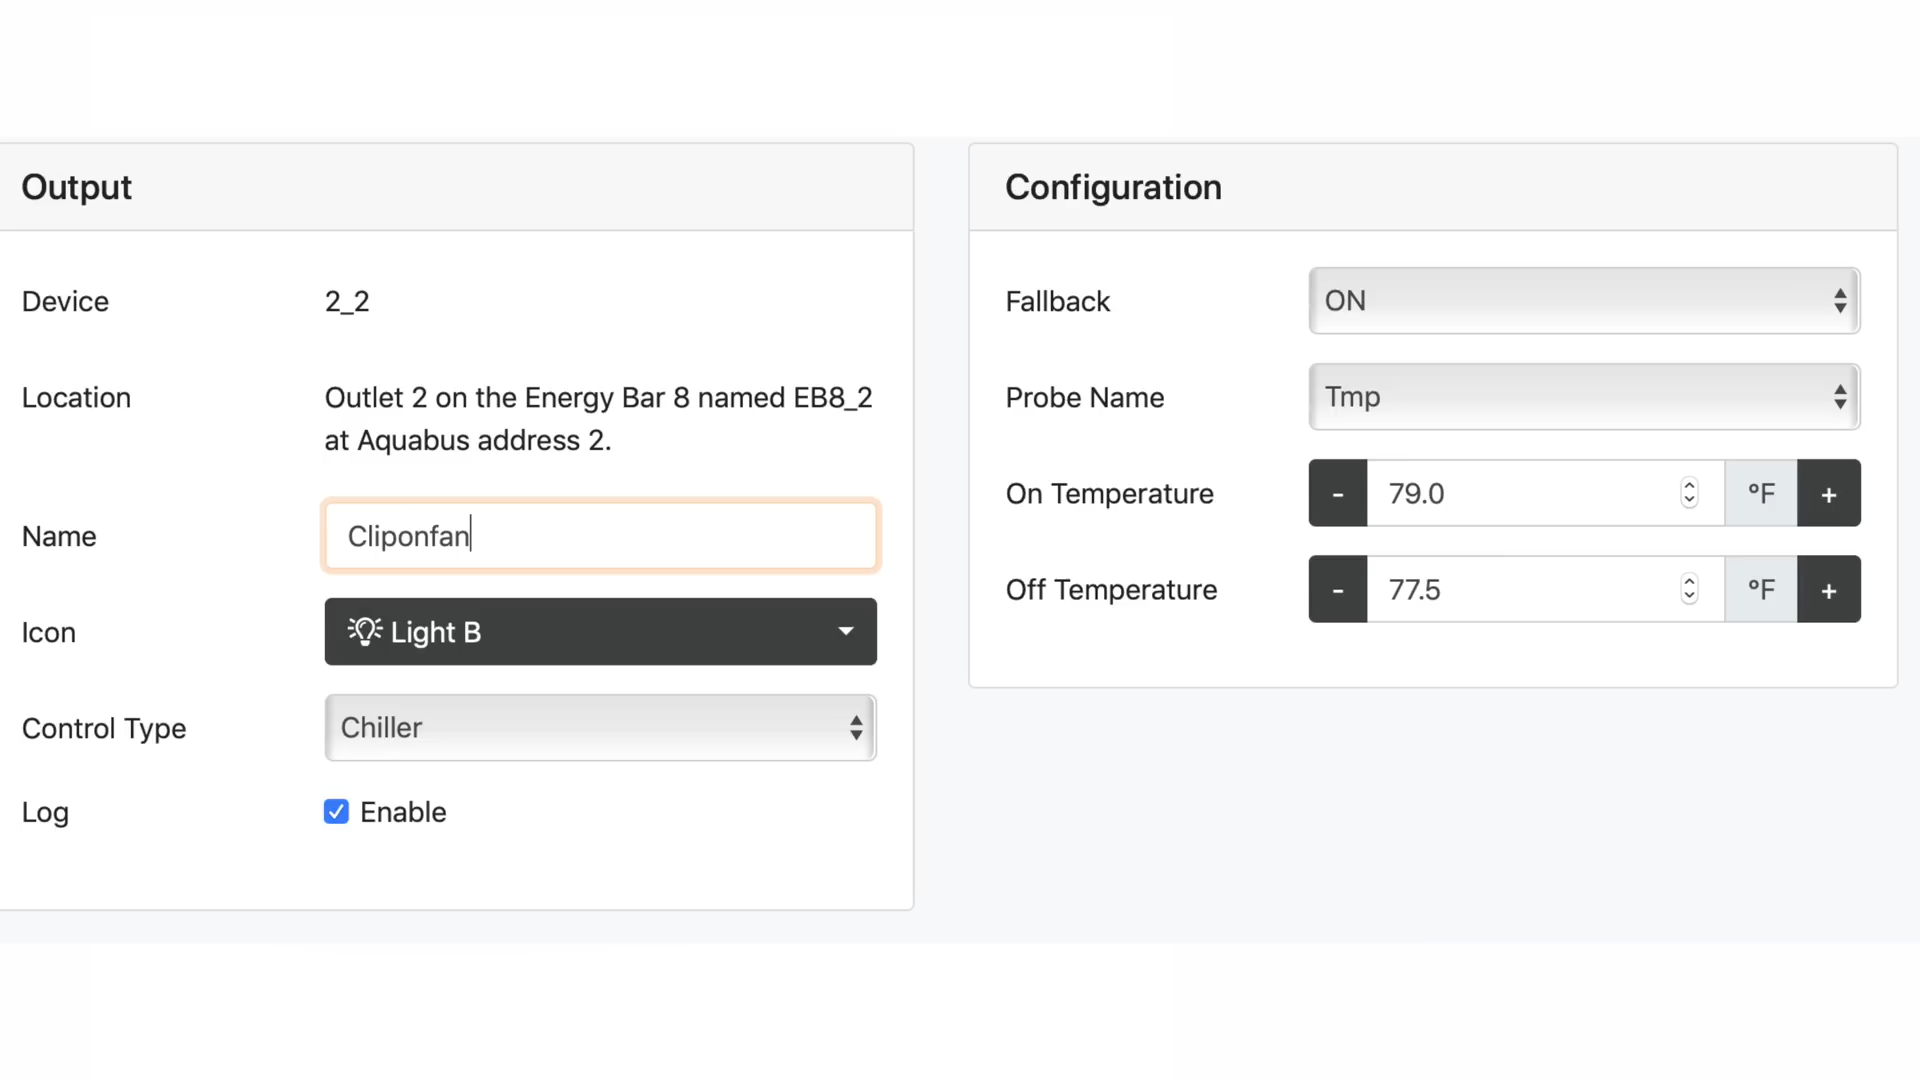 Output
Device 2_2
Location Outlet 2 on the Energy Bar 8 named EB8_2
at Aquabus address 2.
Name Cliponfan
Icon Light B
Control Type Chiller
Log Enable
Configuration
Fallback ON
Probe Name Tmp
On Temperature - 79.0 °F +
Off Temperature - 77.5 °F +